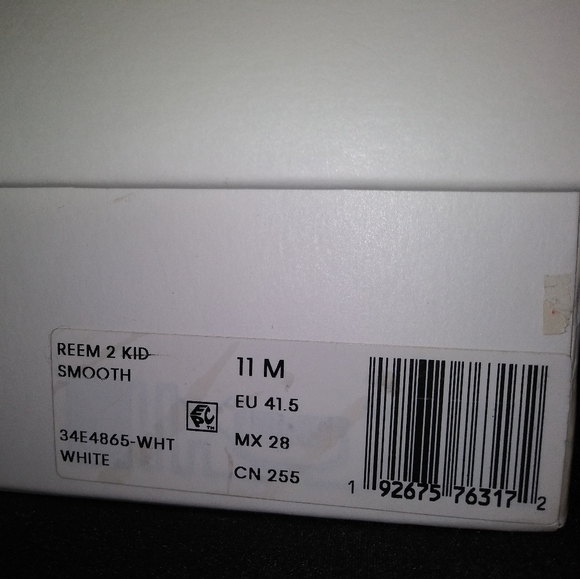 REEM 2 KID
SMOOTH
34E4865-WHT
WHITE
EPC™
11 M
EU 41.5
MX 28
CN 255
1 92675 76317 2